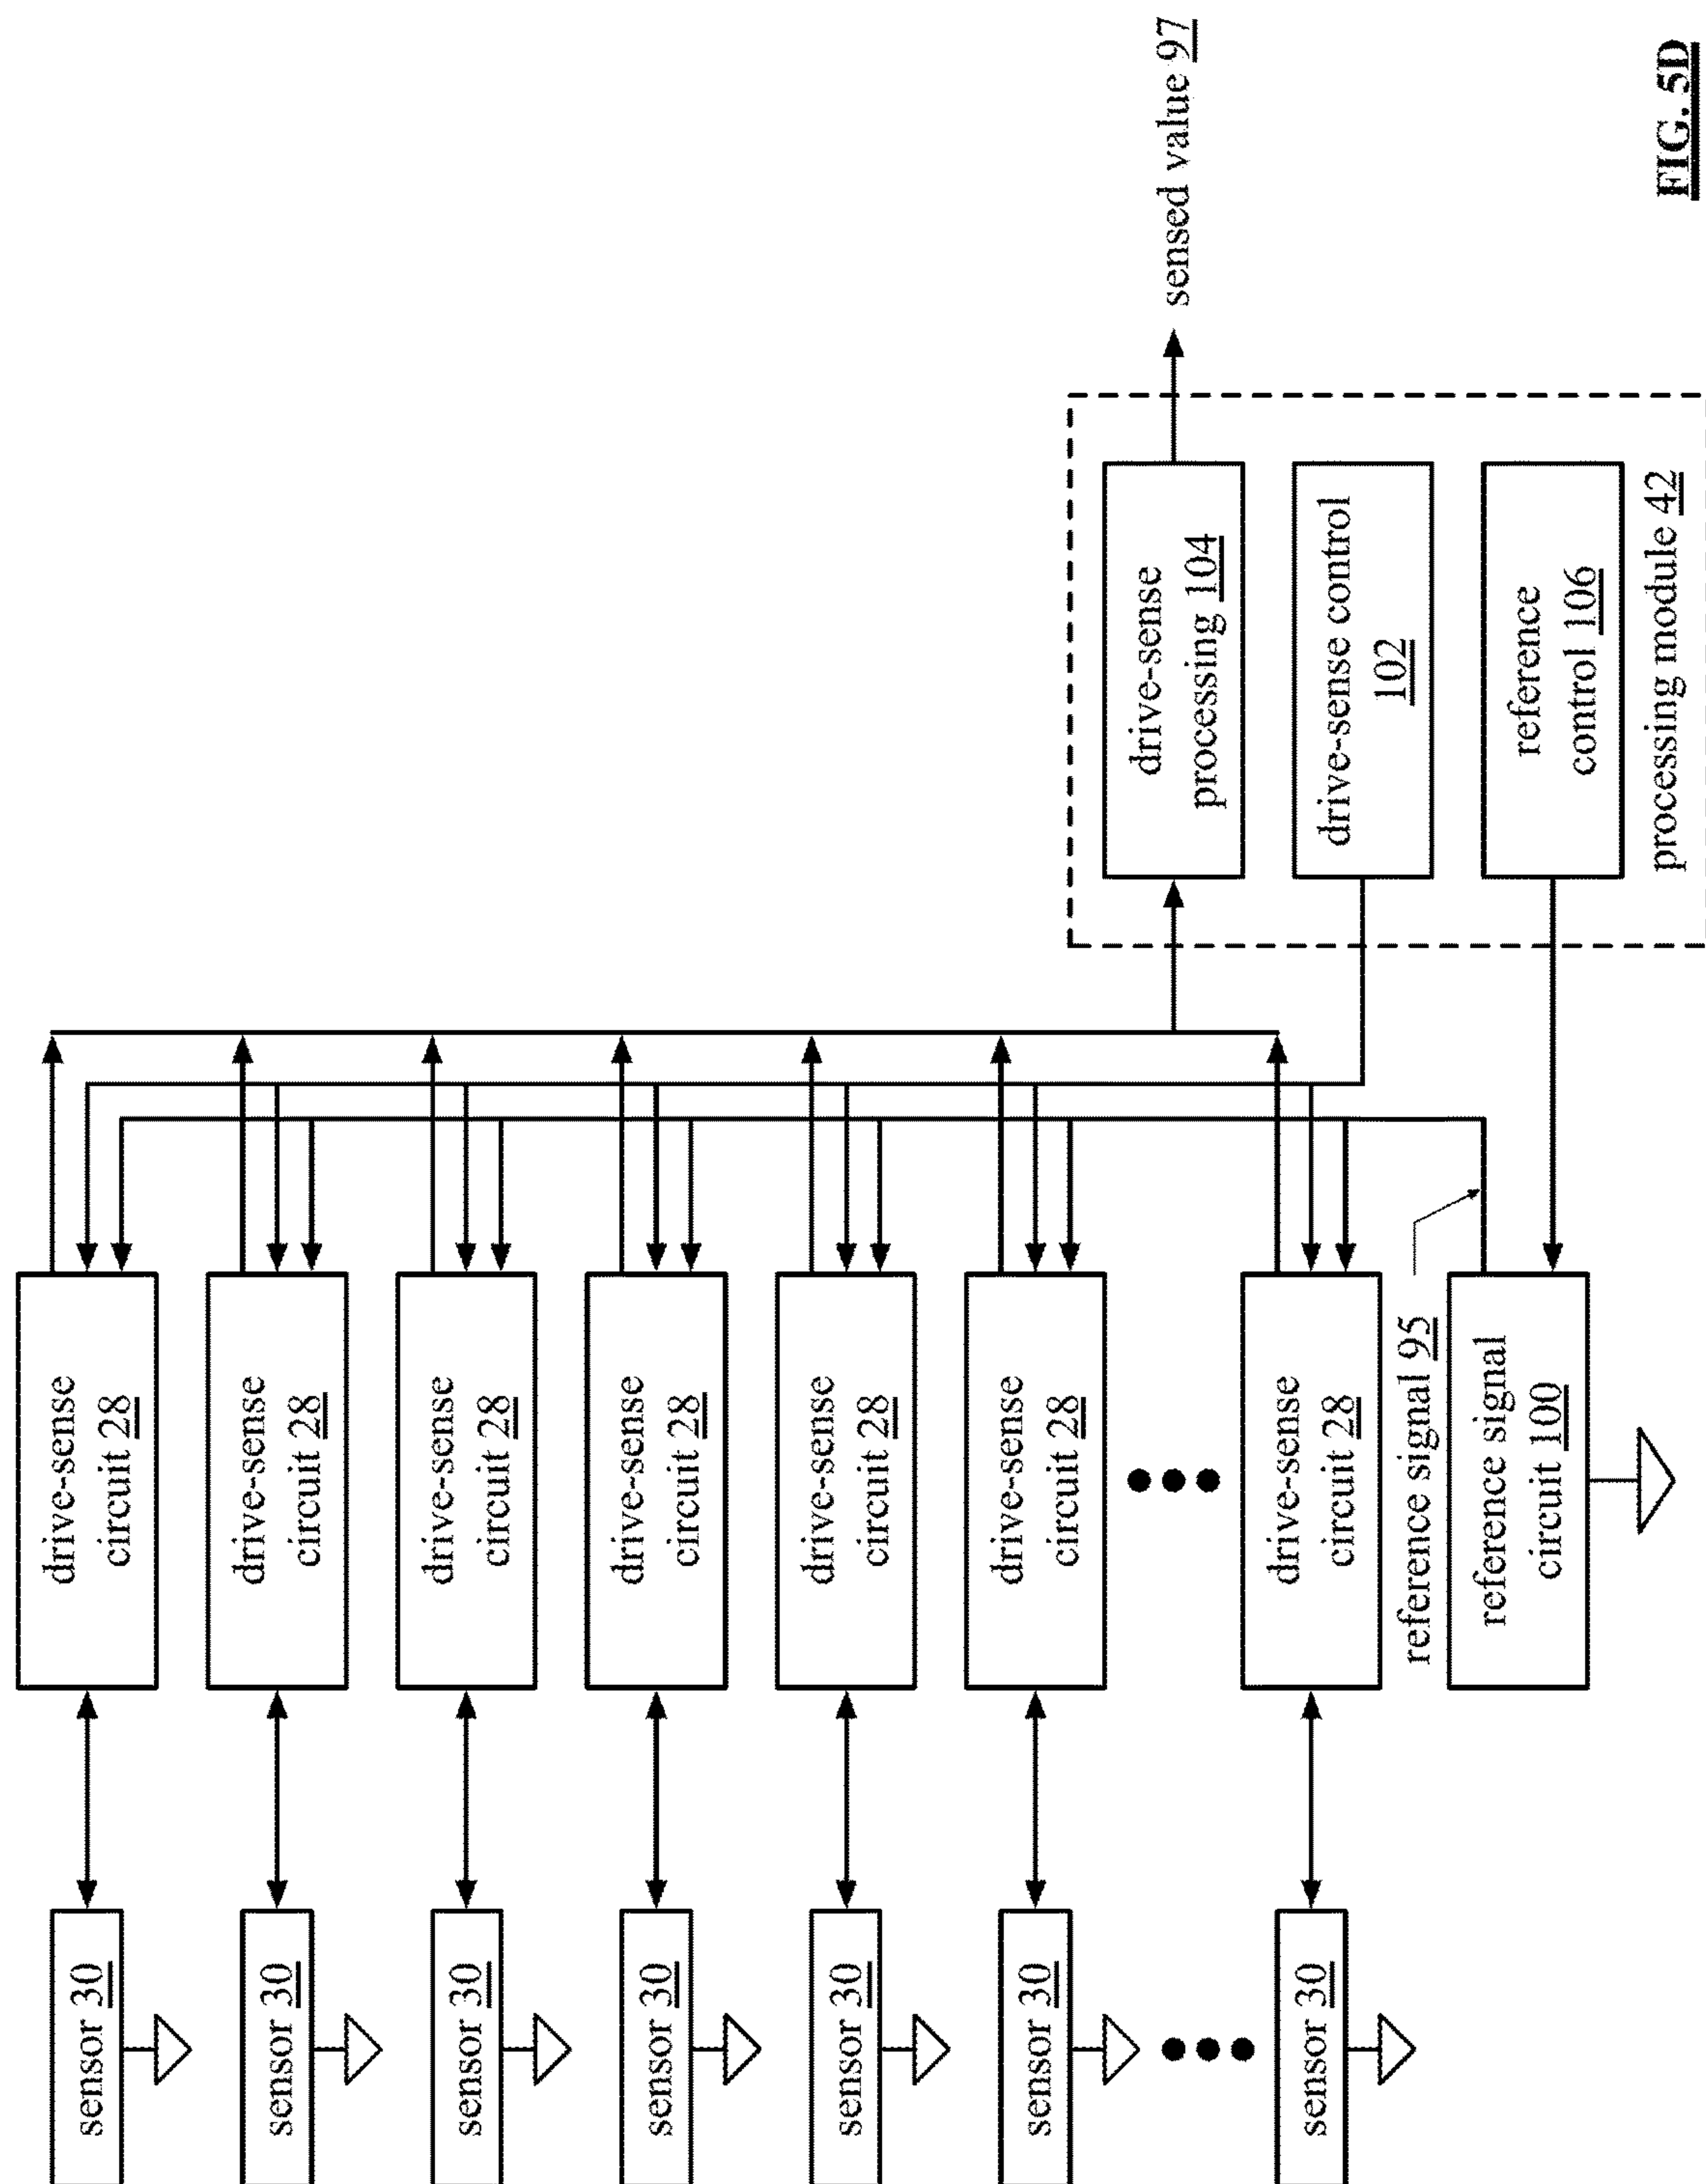 sensor 30
drive-sense
circuit 28
sensor 30
drive-sense
circuit 28
sensor 30
drive-sense
circuit 28
sensor 30
drive-sense
circuit 28
sensor 30
drive-sense
circuit 28
sensor 30
drive-sense
circuit 28
sensor 30
drive-sense
circuit 28
reference signal 95
reference signal
circuit 100
drive-sense
processing 104
sensed value 97
drive-sense control
102
reference
control 106
processing module 42
FIG. 5D